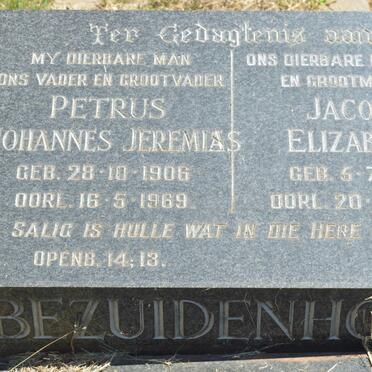 Ter Gedagtenis aan
MY DIERBARE MAN
ONS VADER EN GROOTVADER
PETRUS
JOHANNES JEREMIAS
GEB. 28-10-1906
OORL. 16-5-1969
ONS DIERBARE
EN GROOTM
JACO
ELIZAB
GEB. 5-7
OORL. 20-
SALIG IS HULLE WAT IN DIE HERE
OPENB. 14:13.
BEZUIDENHO